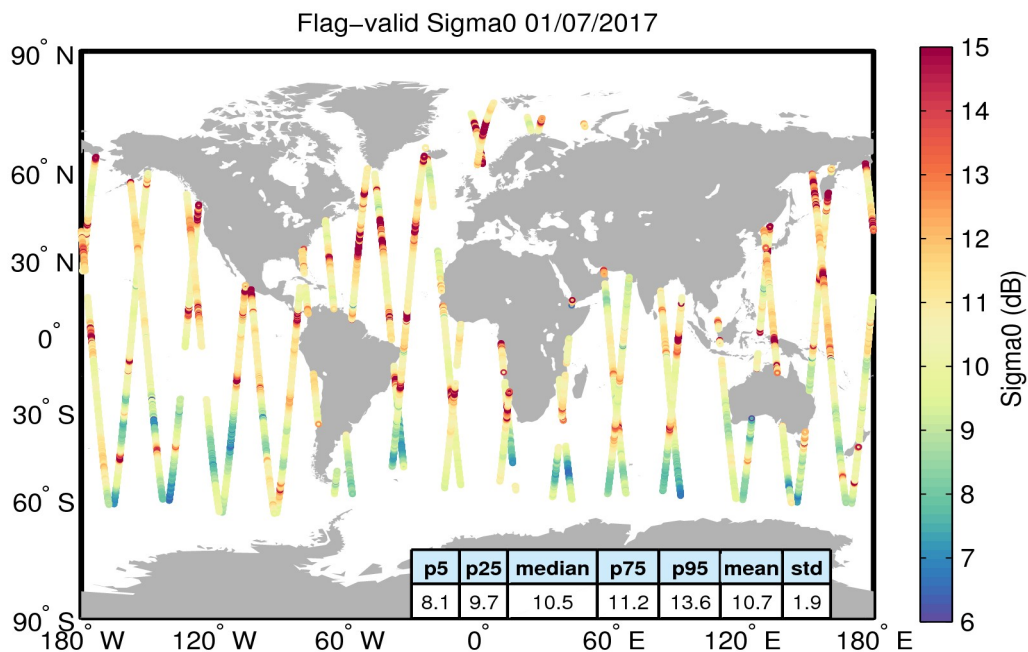 Flag−valid Sigma0 01/07/2017
90° N
60° N
30° N
0°
30° S
60° S
90° S
180° W
120° W
60° W
0°
60° E
120° E
180° E
15
14
13
12
11
10
9
8
7
6
Sigma0 (dB)
p5 p25 median p75 p95 mean std
8.1 9.7 10.5 11.2 13.6 10.7 1.9